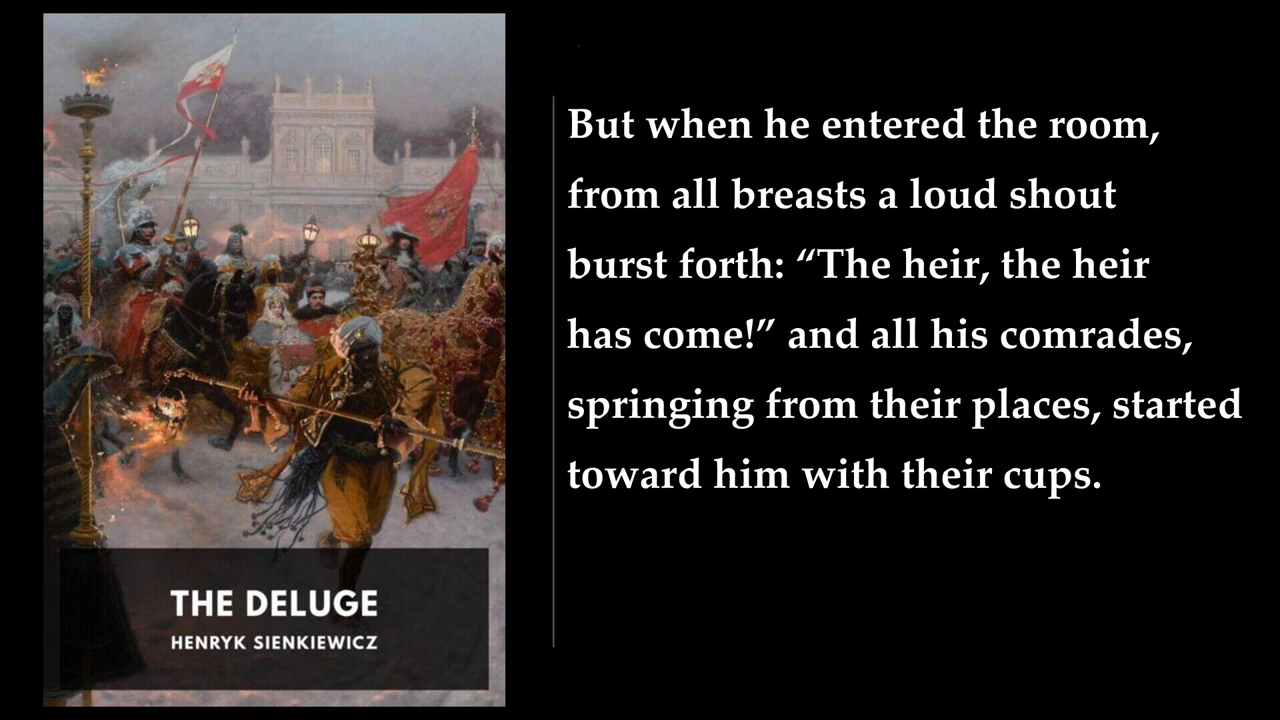 But when he entered the room,
from all breasts a loud shout
burst forth: “The heir, the heir
has come!” and all his comrades,
springing from their places, started
toward him with their cups.
THE DELUGE
HENRYK SIENKIEWICZ